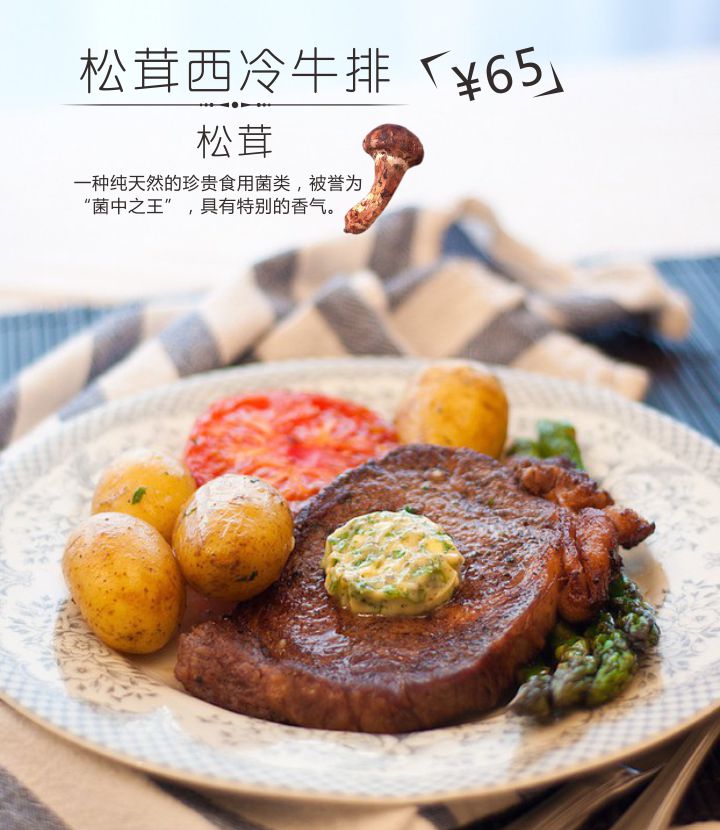 松茸西冷牛排 「¥65」
松茸
一种纯天然的珍贵食用菌类，被誉为
“菌中之王”，具有特别的香气。